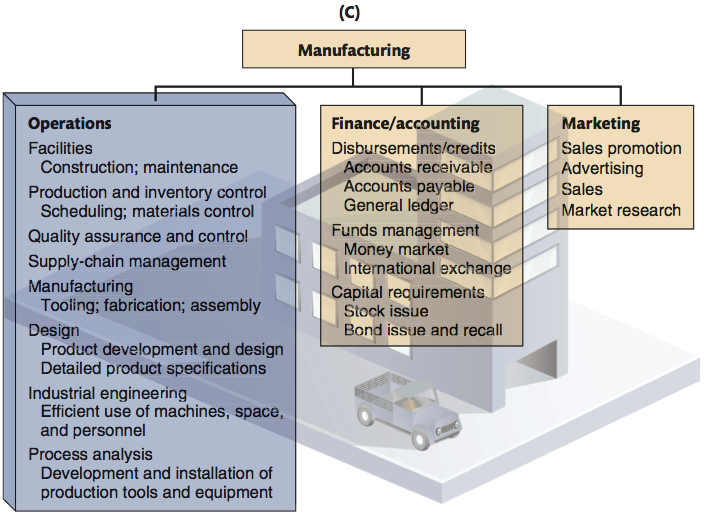 (C)
Manufacturing
Operations
Facilities
Construction; maintenance
Production and inventory control
Scheduling; materials control
Quality assurance and control
Supply-chain management
Manufacturing
Tooling; fabrication; assembly
Design
Product development and design
Detailed product specifications
Industrial engineering
Efficient use of machines, space,
and personnel
Process analysis
Development and installation of
production tools and equipment
Finance/accounting
Disbursements/credits
Accounts receivable
Accounts payable
General ledger
Funds management
Money market
International exchange
Capital requirements
Stock issue
Bond issue and recall
Marketing
Sales promotion
Advertising
Sales
Market research